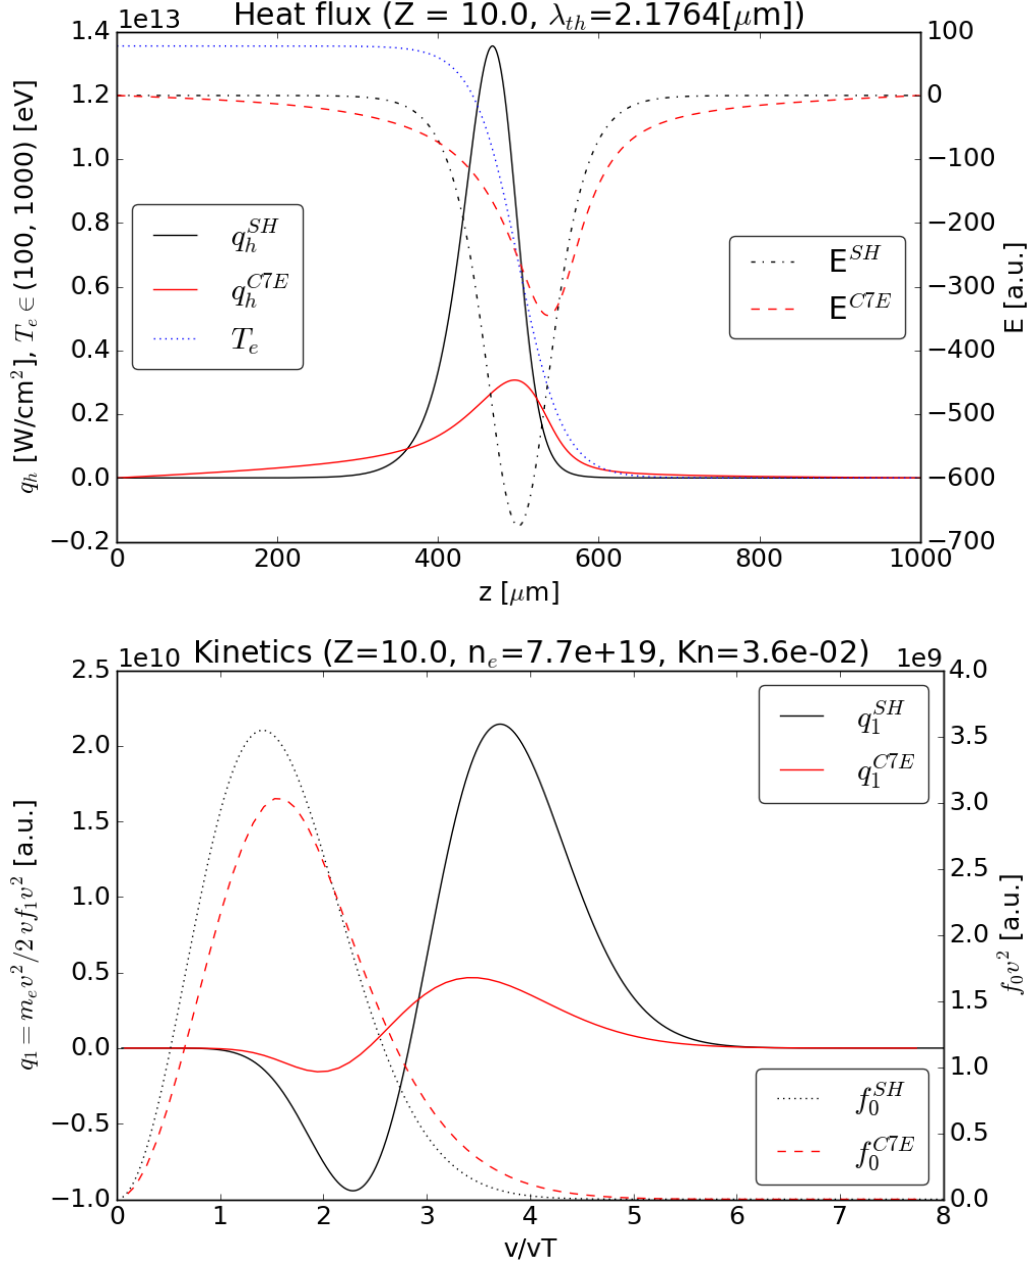 Heat flux (Z = 10.0, λ_th=2.1764[μm])
1e13
1.4
1.2
1.0
0.8
0.6
0.4
0.2
0.0
−0.2
q_h [W/cm²], T_e ∈ (100, 1000) [eV]
q_h^SH
q_h^C7E
T_e
E^SH
E^C7E
100
0
−100
−200
−300
−400
−500
−600
−700
E [a.u.]
0 200 400 600 800 1000
z [μm]
Kinetics (Z=10.0, n_e=7.7e+19, Kn=3.6e-02)
1e10
1e9
2.5
2.0
1.5
1.0
0.5
0.0
−0.5
−1.0
q_1 = m_e v²/2 v f_1 v² [a.u.]
q_1^SH
q_1^C7E
f_0^SH
f_0^C7E
4.0
3.5
3.0
2.5
2.0
1.5
1.0
0.5
0.0
f_0 v² [a.u.]
0 1 2 3 4 5 6 7 8
v/vT